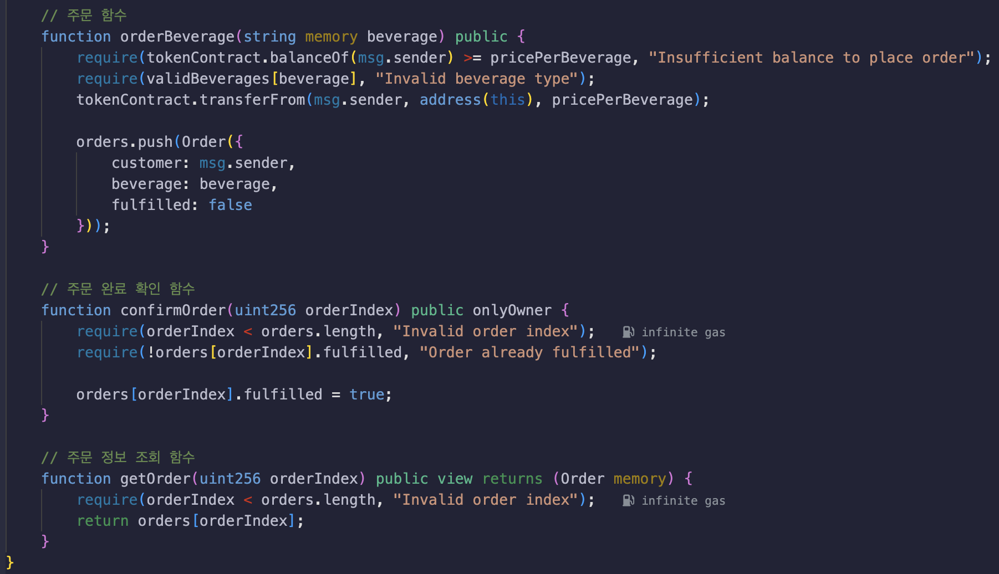 // 주문 함수
function orderBeverage(string memory beverage) public {
require(tokenContract.balanceOf(msg.sender) >= pricePerBeverage, "Insufficient balance to place order");
require(validBeverages[beverage], "Invalid beverage type");
tokenContract.transferFrom(msg.sender, address(this), pricePerBeverage);
orders.push(Order({
customer: msg.sender,
beverage: beverage,
fulfilled: false
}));
}
// 주문 완료 확인 함수
function confirmOrder(uint256 orderIndex) public onlyOwner {
require(orderIndex < orders.length, "Invalid order index"); infinite gas
require(!orders[orderIndex].fulfilled, "Order already fulfilled");
orders[orderIndex].fulfilled = true;
}
// 주문 정보 조회 함수
function getOrder(uint256 orderIndex) public view returns (Order memory) {
require(orderIndex < orders.length, "Invalid order index"); infinite gas
return orders[orderIndex];
}
}